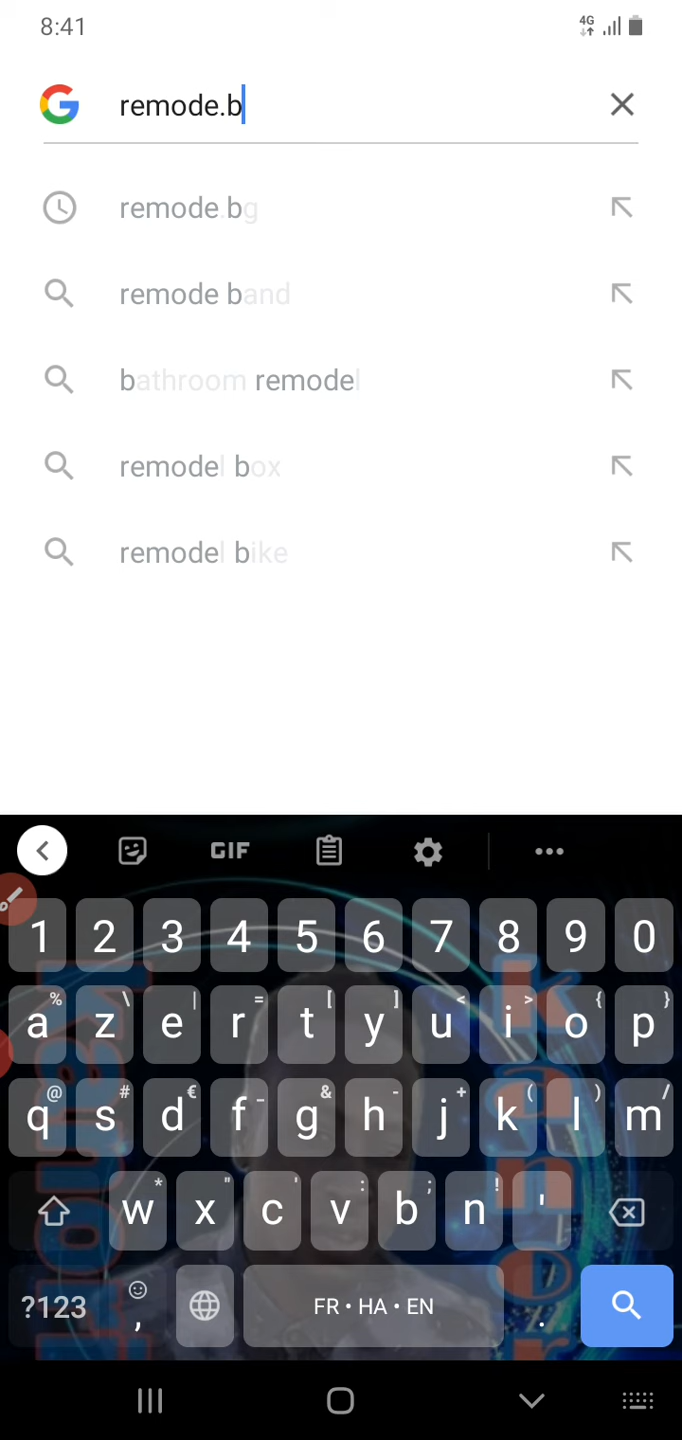 8:41
4G
remode.b
remode.bg
remode band
bathroom remodel
remodel box
remodel bike
GIF
1 2 3 4 5 6 7 8 9 0
% \ | = [ ] < > { }
a z e r t y u i o p
@ # € _ & - + ( ) /
q s d f g h j k l m
* " ' : ; !
w x c v b n '
?123 , FR • HA • EN .